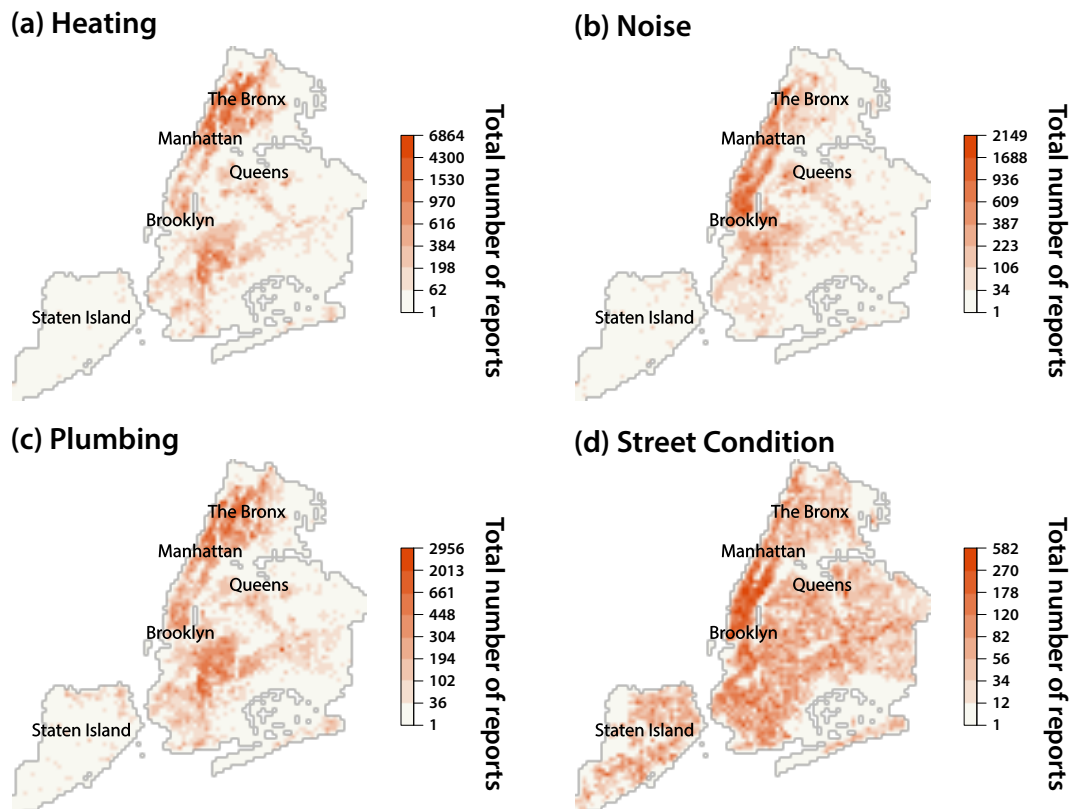 (a) Heating
The Bronx
Manhattan
Queens
Brooklyn
Staten Island
6864
4300
1530
970
616
384
198
62
1
Total number of reports
(b) Noise
The Bronx
Manhattan
Queens
Brooklyn
Staten Island
2149
1688
936
609
387
223
106
34
1
Total number of reports
(c) Plumbing
The Bronx
Manhattan
Queens
Brooklyn
Staten Island
2956
2013
661
448
304
194
102
36
1
Total number of reports
(d) Street Condition
The Bronx
Manhattan
Queens
Brooklyn
Staten Island
582
270
178
120
82
56
34
12
1
Total number of reports